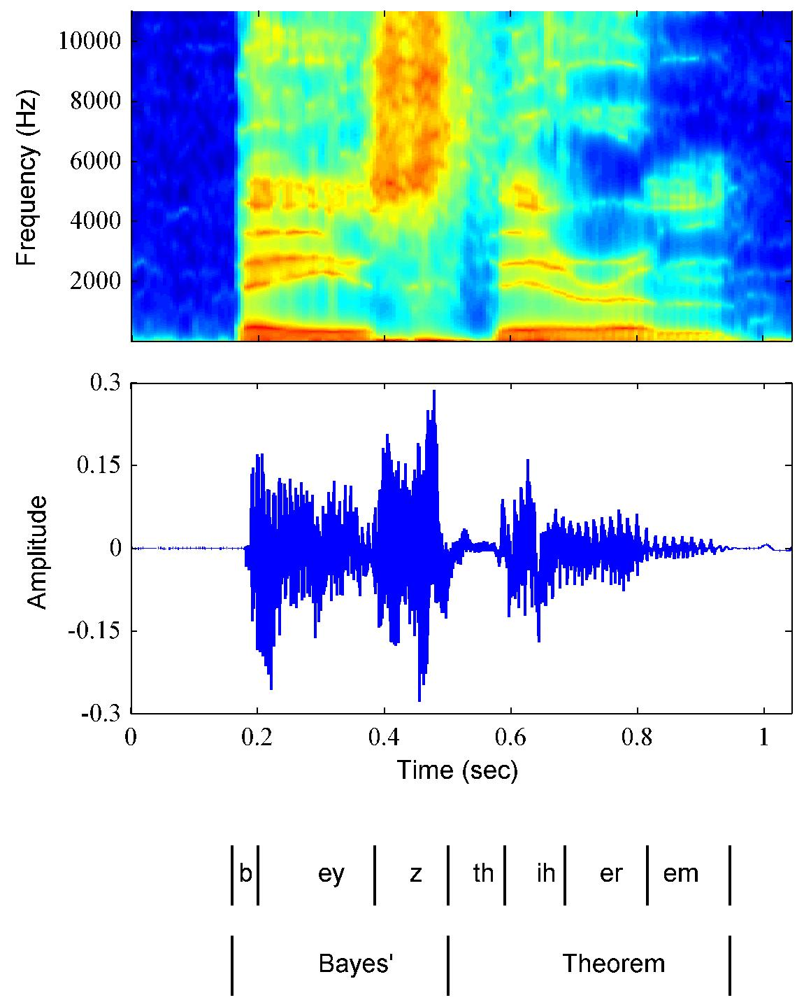 10000
8000
6000
4000
2000
Frequency (Hz)
0.3
0.15
0
-0.15
-0.3
Amplitude
0 0.2 0.4 0.6 0.8 1
Time (sec)
b ey z th ih er em
Bayes' Theorem